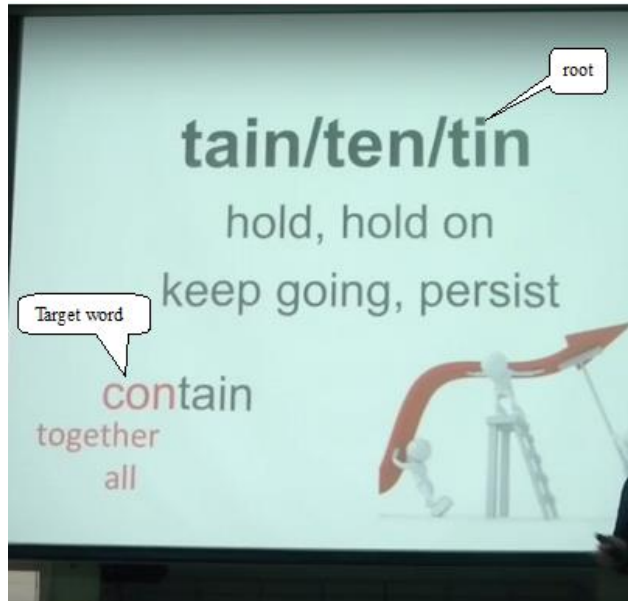 root
tain/ten/tin
hold, hold on
keep going, persist
Target word
contain
together
all